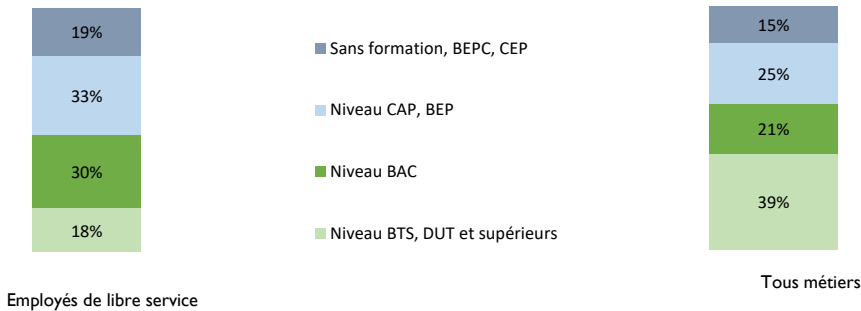 19%
33%
30%
18%
Sans formation, BEPC, CEP
Niveau CAP, BEP
Niveau BAC
Niveau BTS, DUT et supérieurs
15%
25%
21%
39%
Employés de libre service
Tous métiers